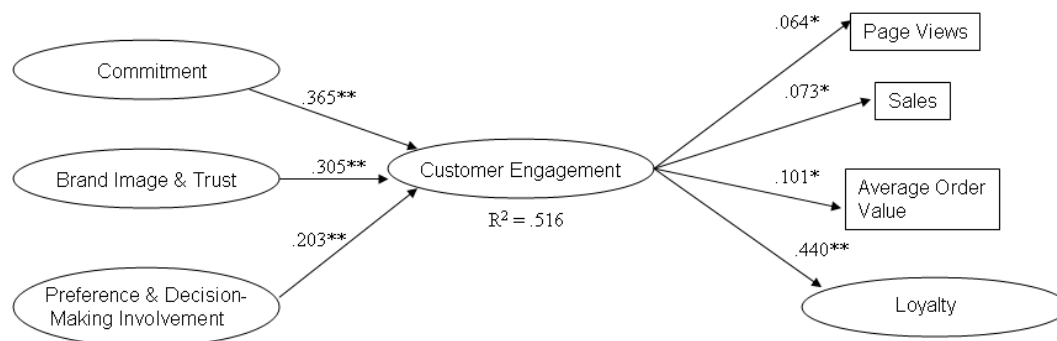 .064*
Page Views
Commitment
.073*
Sales
.365**
Customer Engagement
Brand Image & Trust
.305**
.101*
Average Order
Value
R² = .516
.203**
.440**
Preference & Decision-
Making Involvement
Loyalty